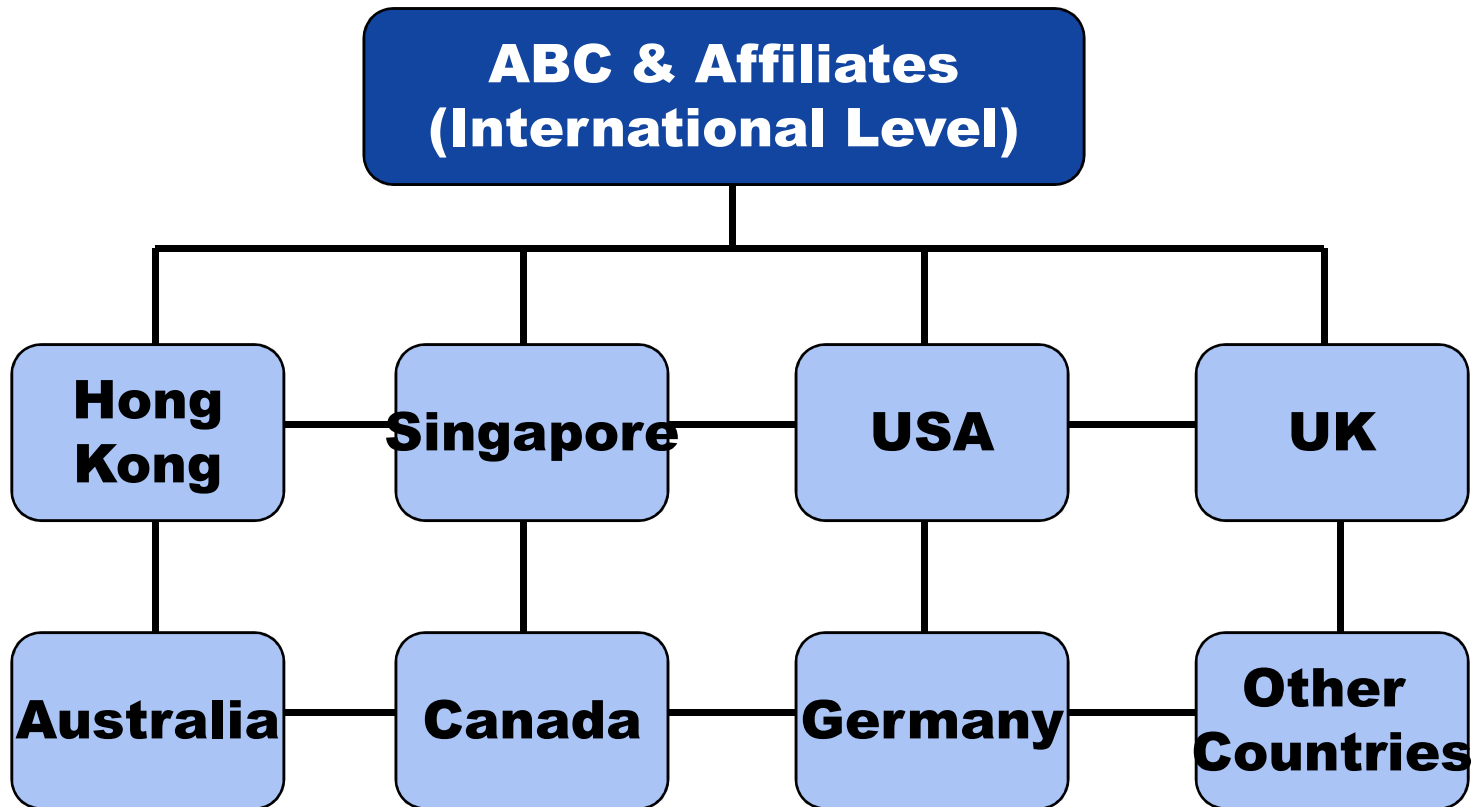 ABC & Affiliates
(International Level)
Hong
Kong
Singapore
USA
UK
Australia
Canada
Germany
Other
Countries